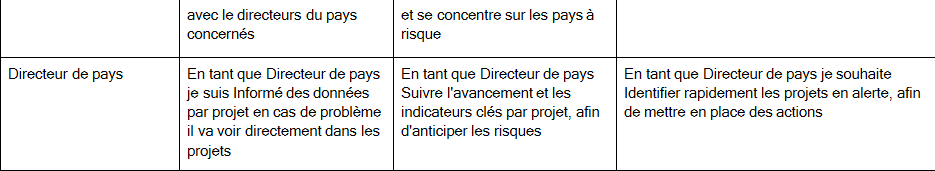 avec le directeurs du pays
concernés
et se concentre sur les pays à
risque
Directeur de pays
En tant que Directeur de pays
je suis Informé des données
par projet en cas de problème
il va voir directement dans les
projets
En tant que Directeur de pays
Suivre l'avancement et les
indicateurs clés par projet, afin
d'anticiper les risques
En tant que Directeur de pays je souhaite
Identifier rapidement les projets en alerte, afin
de mettre en place des actions